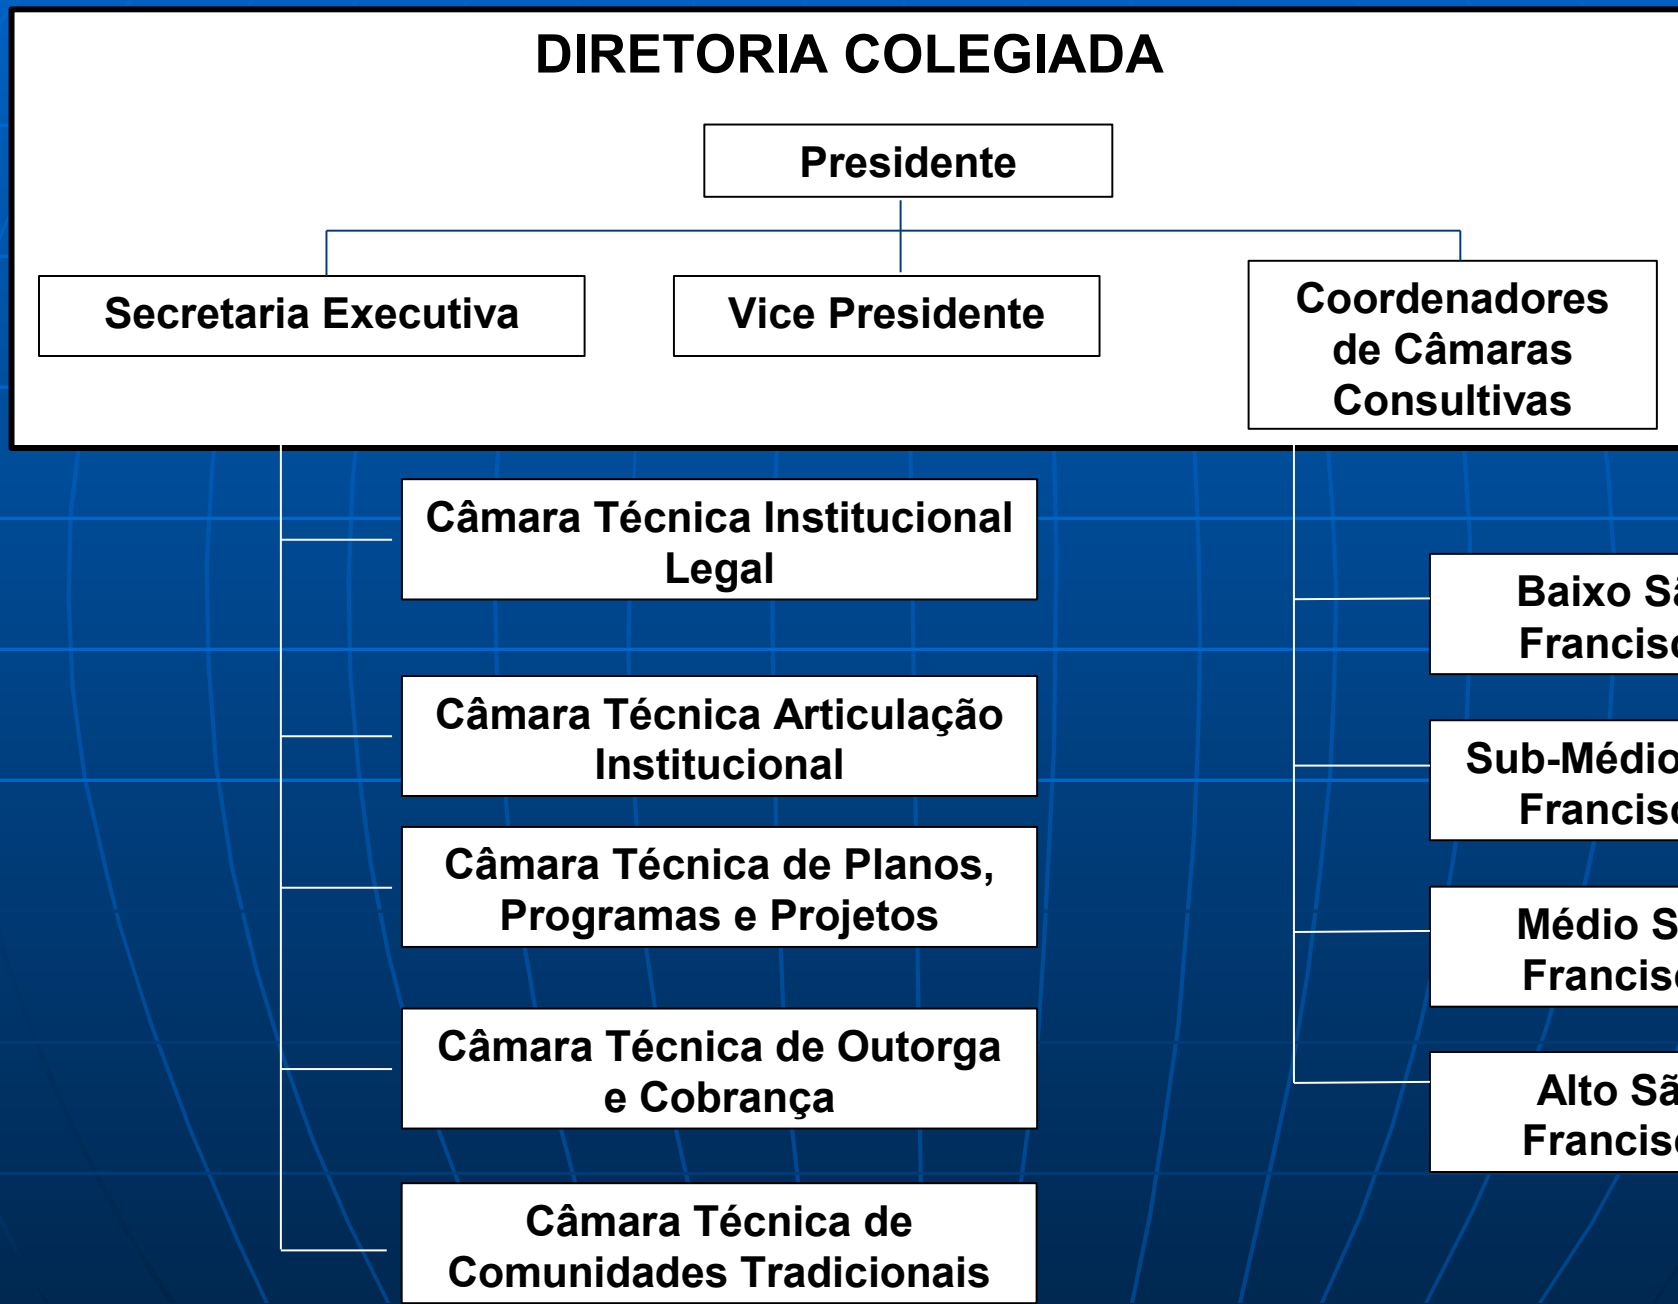 DIRETORIA COLEGIADA
Presidente
Secretaria Executiva
Vice Presidente
Coordenadores
de Câmaras
Consultivas
Câmara Técnica Institucional
Legal
Câmara Técnica Articulação
Institucional
Câmara Técnica de Planos,
Programas e Projetos
Câmara Técnica de Outorga
e Cobrança
Câmara Técnica de
Comunidades Tradicionais
Baixo
Sub-Médio
Médio
Alto